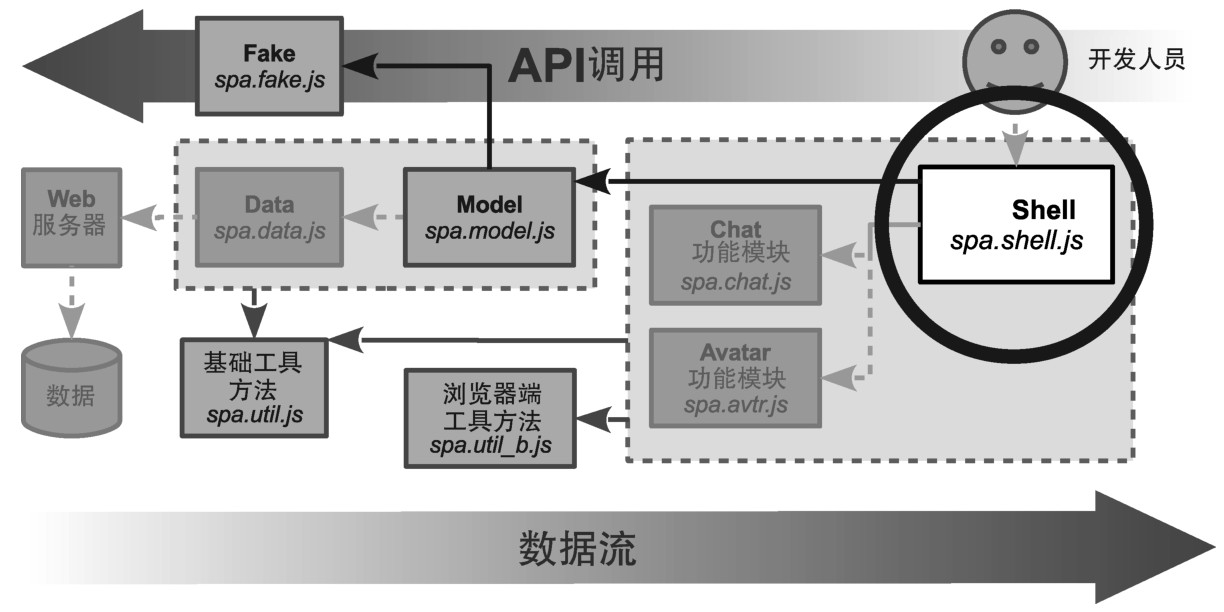 Fake
spa.fake.js
API调用
开发人员
Web
服务器
Data
spa.data.js
Model
spa.model.js
Chat
功能模块
spa.chat.js
Shell
spa.shell.js
数据
基础工具
方法
spa.util.js
浏览器端
工具方法
spa.util_b.js
Avatar
功能模块
spa.avtr.js
数据流